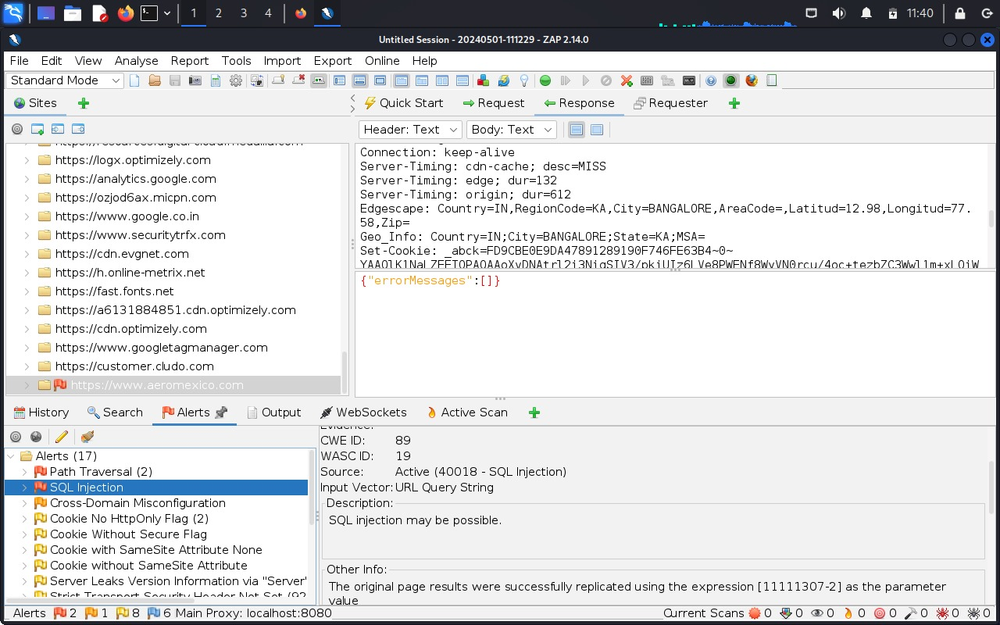 1 2 3 4 11:40
Untitled Session - 20240501-111229 - ZAP 2.14.0
File Edit View Analyse Report Tools Import Export Online Help
Standard Mode
Sites
Quick Start Request Response Requester
Header: Text Body: Text
https://logx.optimizely.com
https://analytics.google.com
https://ozjod6ax.micpn.com
https://www.google.co.in
https://www.securitytrfx.com
https://cdn.evgnet.com
https://h.online-metrix.net
https://fast.fonts.net
https://a6131884851.cdn.optimizely.com
https://cdn.optimizely.com
https://www.googletagmanager.com
https://customer.cludo.com
https://www.aeromexico.com
Connection: keep-alive
Server-Timing: cdn-cache; desc=MISS
Server-Timing: edge; dur=132
Server-Timing: origin; dur=612
Edgescape: Country=IN,RegionCode=KA,City=BANGALORE,AreaCode=,Latitud=12.98,Longitud=77.
58,Zip=
Geo_Info: Country=IN;City=BANGALORE;State=KA;MSA=
Set-Cookie: _abck=FD9CBE0E9DA47891289190F746FE63B4~0~
{"errorMessages":[]}
History Search Alerts Output WebSockets Active Scan
Alerts (17)
Path Traversal (2)
SQL Injection
Cross-Domain Misconfiguration
Cookie No HttpOnly Flag (2)
Cookie Without Secure Flag
Cookie with SameSite Attribute None
Cookie without SameSite Attribute
Server Leaks Version Information via "Server"
Strict-Transport-Security Header Not Set (92
Evidence:
CWE ID: 89
WASC ID: 19
Source: Active (40018 - SQL Injection)
Input Vector: URL Query String
Description:
SQL injection may be possible.
Other Info:
The original page results were successfully replicated using the expression [11111307-2] as the parameter
value
Alerts 2 1 8 6 Main Proxy: localhost:8080 Current Scans 0 0 0 0 0 0 0 0